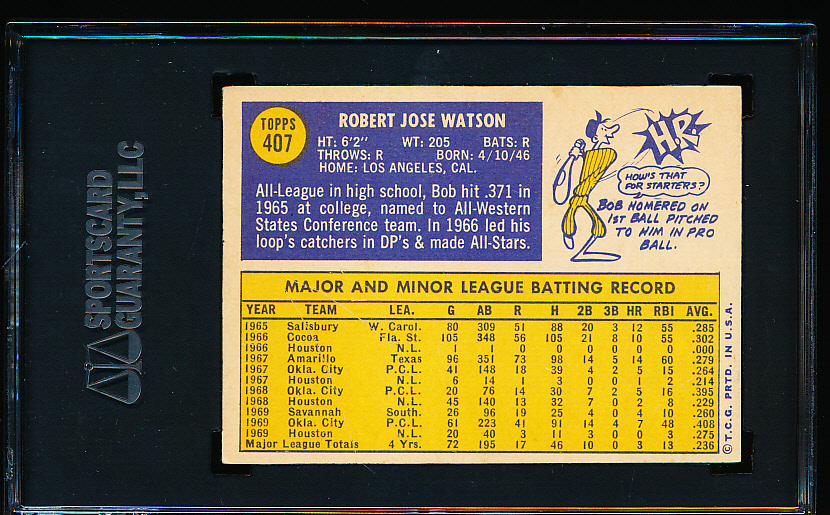 SPORTSCARD
GUARANTY, LLC
TOPPS
407
ROBERT JOSE WATSON
HT: 6'2" WT: 205 BATS: R
THROWS: R BORN: 4/10/46
HOME: LOS ANGELES, CAL.
All-League in high school, Bob hit .371 in
1965 at college, named to All-Western
States Conference team. In 1966 led his
loop's catchers in DP's & made All-Stars.
H.R.
HOW'S THAT
FOR STARTERS?
BOB HOMERED ON
1ST BALL PITCHED
TO HIM IN PRO
BALL.
MAJOR AND MINOR LEAGUE BATTING RECORD
YEAR TEAM LEA. G AB R H 2B 3B HR RBI AVG.
1965 Salisbury W. Carol. 80 309 51 88 20 3 12 55 .285
1966 Cocoa Fla. St. 105 348 56 105 21 8 10 55 .302
1966 Houston N.L. 1 1 0 0 0 0 0 0 .000
1967 Amarillo Texas 96 351 73 98 14 5 14 60 .279
1967 Okla. City P.C.L. 41 148 18 39 4 2 5 15 .264
1967 Houston N.L. 6 14 1 3 0 0 1 2 .214
1968 Okla. City P.C.L. 20 76 14 30 7 2 5 16 .395
1968 Houston N.L. 45 140 13 32 7 0 2 8 .229
1969 Savannah South. 26 96 19 25 4 0 4 10 .260
1969 Okla. City P.C.L. 61 223 41 91 14 4 7 48 .408
1969 Houston N.L. 20 40 3 11 3 0 0 3 .275
Major League Totals 4 Yrs. 72 195 17 46 10 0 3 13 .236
© T.C.G. PRTD. IN U.S.A.